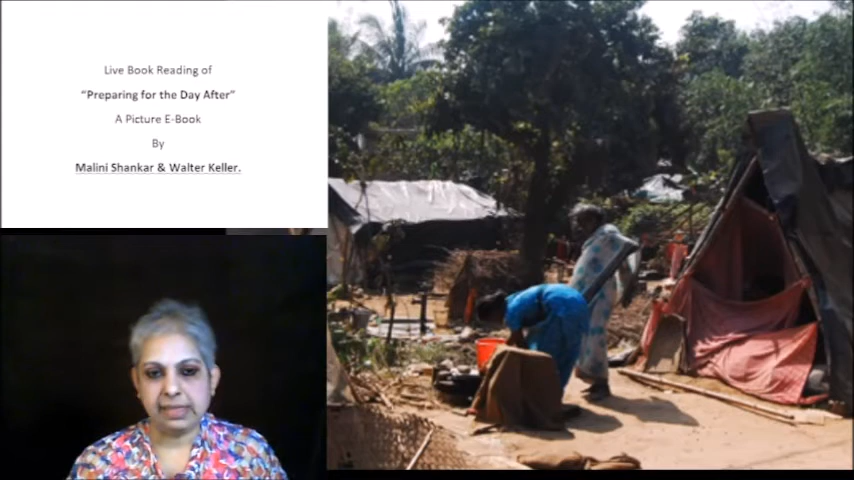 Live Book Reading of
“Preparing for the Day After”
A Picture E-Book
By
Malini Shankar & Walter Keller.